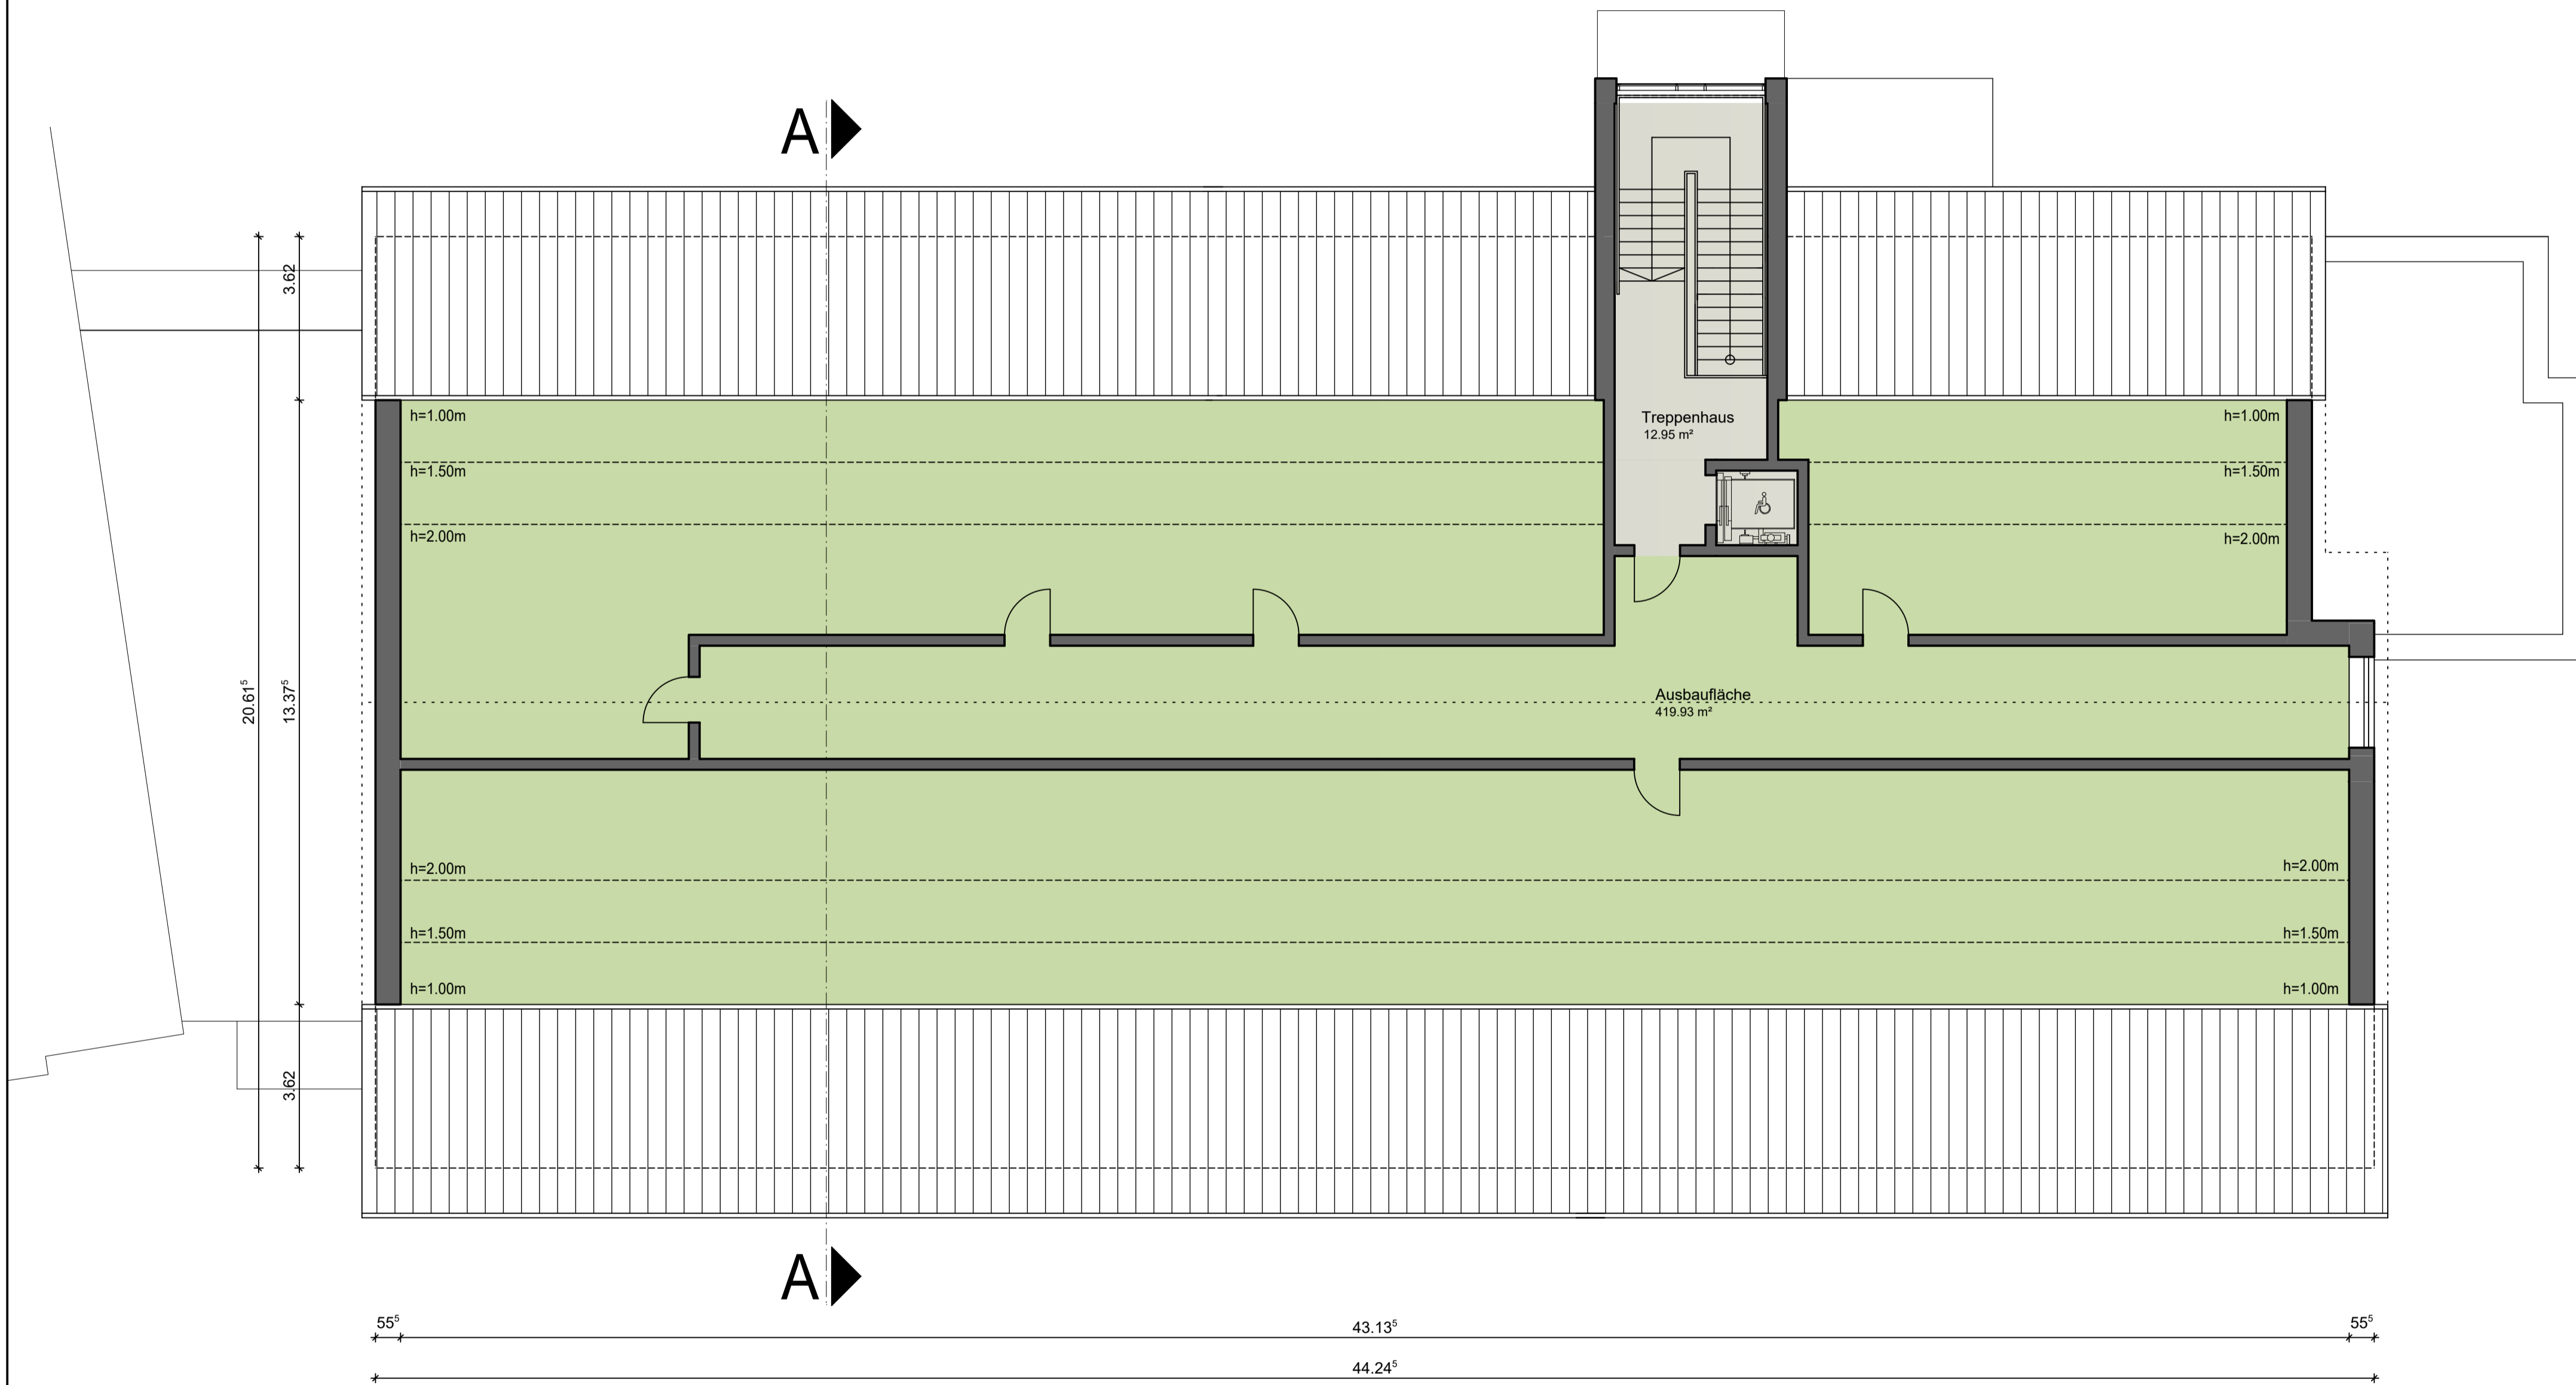 A
3.62
h=1.00m
h=1.00m
Treppenhaus
12.95 m²
h=1.50m
h=1.50m
h=2.00m
h=2.00m
20.61⁵
13.37⁵
Ausbaufläche
419.93 m²
h=2.00m
h=2.00m
h=1.50m
h=1.50m
h=1.00m
h=1.00m
3.62
A
55⁵
43.13⁵
55⁵
44.24⁵